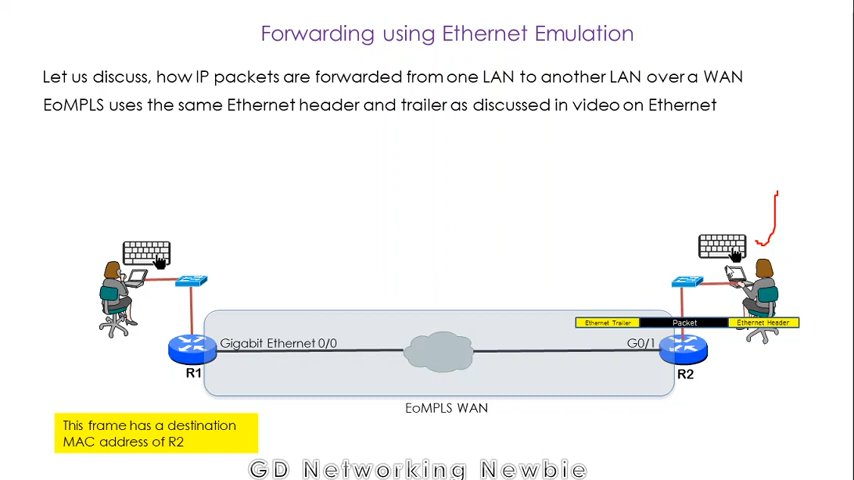 Forwarding using Ethernet Emulation
Let us discuss, how IP packets are forwarded from one LAN to another LAN over a WAN
EoMPLS uses the same Ethernet header and trailer as discussed in video on Ethernet
Ethernet Trailer Packet Ethernet Header
Gigabit Ethernet 0/0 G0/1
R1 R2
EoMPLS WAN
This frame has a destination
MAC address of R2
GD Networking Newbie